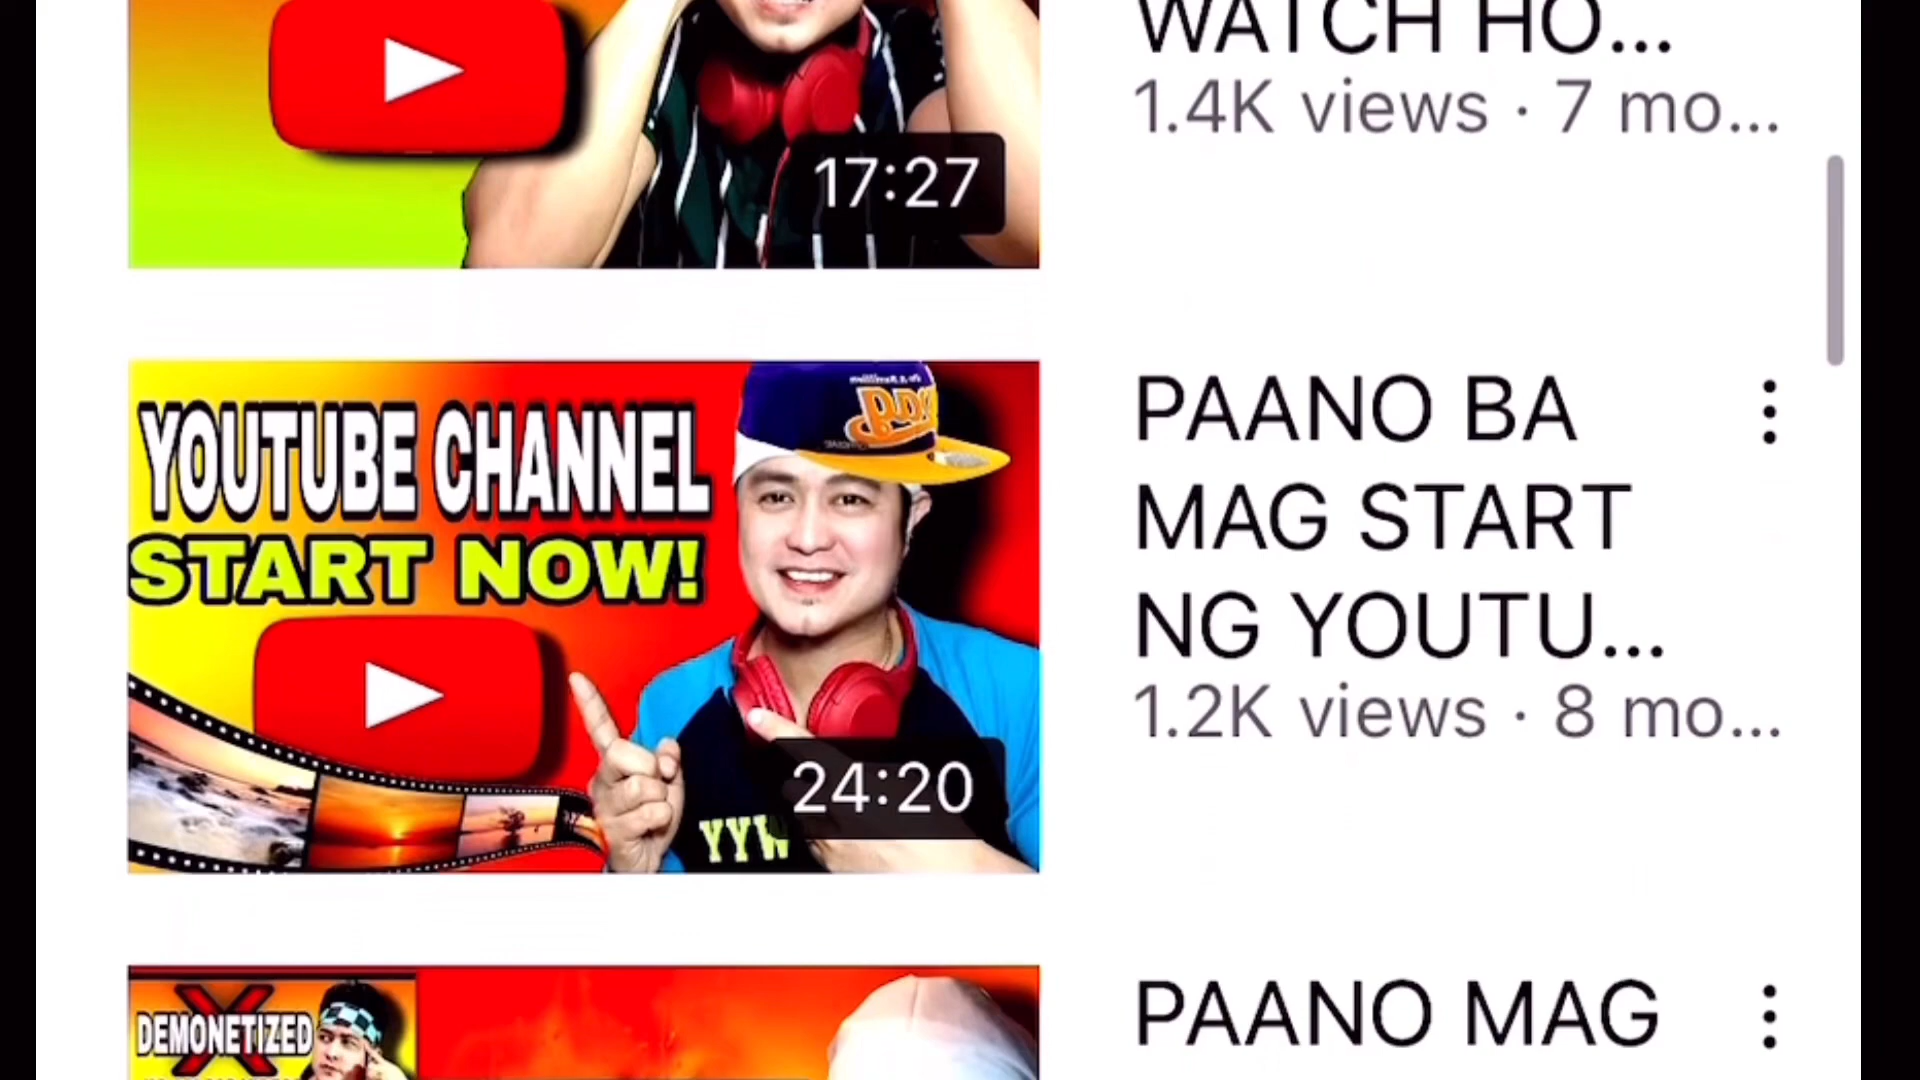 WATCH HO...
1.4K views · 7 mo...
17:27
YOUTUBE CHANNEL
START NOW!
YYW
24:20
PAANO BA
MAG START
NG YOUTU...
1.2K views · 8 mo...
DEMONETIZED
PAANO MAG